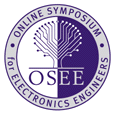 • ONLINE SYMPOSIUM •
for ELECTRONICS ENGINEERS
OSEE